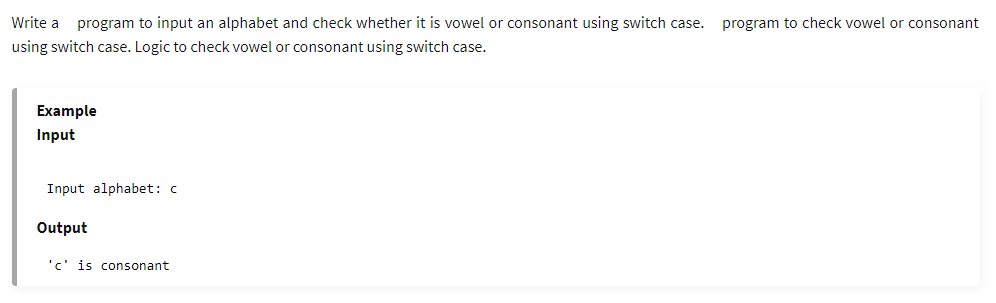 Write a program to input an alphabet and check whether it is vowel or consonant using switch case. program to check vowel or consonant
using switch case. Logic to check vowel or consonant using switch case.
Example
Input
Input alphabet: c
Output
'c' is consonant